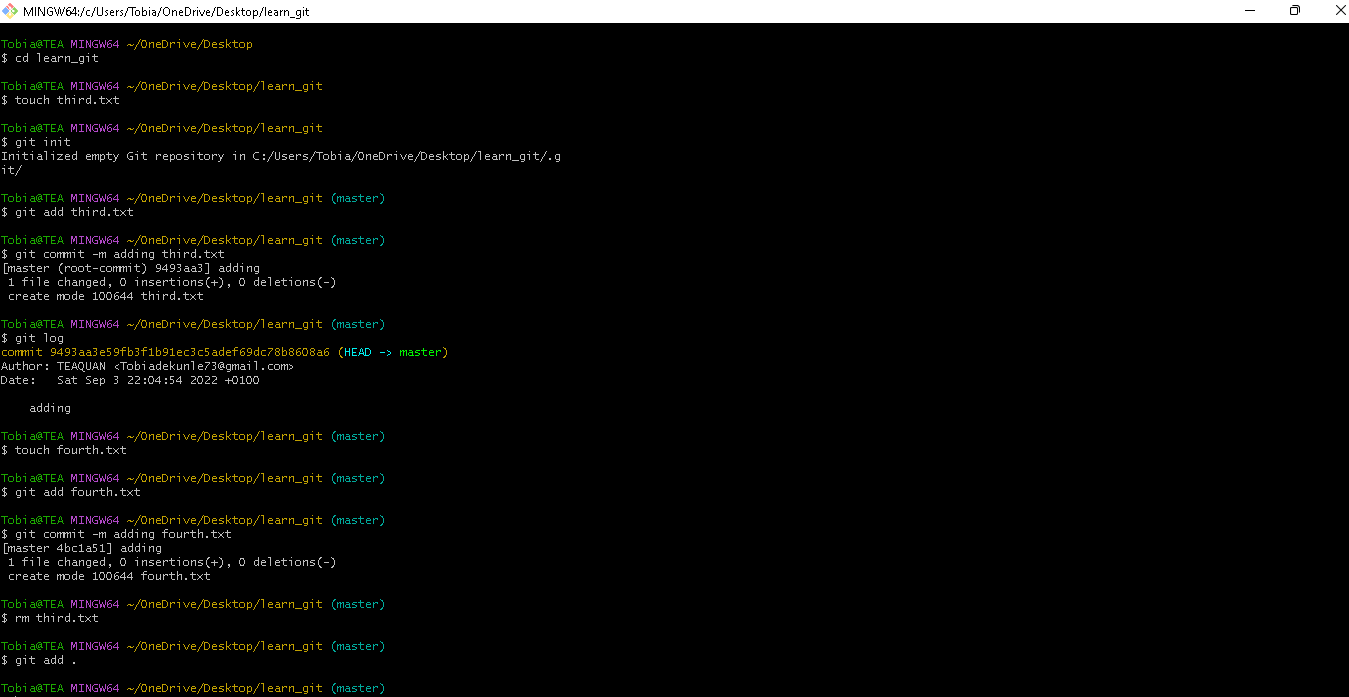 MINGW64:/c/Users/Tobia/OneDrive/Desktop/learn_git
Tobia@TEA MINGW64 ~/OneDrive/Desktop
$ cd learn_git
Tobia@TEA MINGW64 ~/OneDrive/Desktop/learn_git
$ touch third.txt
Tobia@TEA MINGW64 ~/OneDrive/Desktop/learn_git
$ git init
Initialized empty Git repository in C:/Users/Tobia/OneDrive/Desktop/learn_git/.g
it/
Tobia@TEA MINGW64 ~/OneDrive/Desktop/learn_git (master)
$ git add third.txt
Tobia@TEA MINGW64 ~/OneDrive/Desktop/learn_git (master)
$ git commit -m adding third.txt
[master (root-commit) 9493aa3] adding
 1 file changed, 0 insertions(+), 0 deletions(-)
 create mode 100644 third.txt
Tobia@TEA MINGW64 ~/OneDrive/Desktop/learn_git (master)
$ git log
commit 9493aa3e59fb3f1b91ec3c5adef69dc78b8608a6 (HEAD -> master)
Author: TEAQUAN <Tobiadekunle73@gmail.com>
Date:   Sat Sep 3 22:04:54 2022 +0100
    adding
Tobia@TEA MINGW64 ~/OneDrive/Desktop/learn_git (master)
$ touch fourth.txt
Tobia@TEA MINGW64 ~/OneDrive/Desktop/learn_git (master)
$ git add fourth.txt
Tobia@TEA MINGW64 ~/OneDrive/Desktop/learn_git (master)
$ git commit -m adding fourth.txt
[master 4bc1a51] adding
 1 file changed, 0 insertions(+), 0 deletions(-)
 create mode 100644 fourth.txt
Tobia@TEA MINGW64 ~/OneDrive/Desktop/learn_git (master)
$ rm third.txt
Tobia@TEA MINGW64 ~/OneDrive/Desktop/learn_git (master)
$ git add .
Tobia@TEA MINGW64 ~/OneDrive/Desktop/learn_git (master)